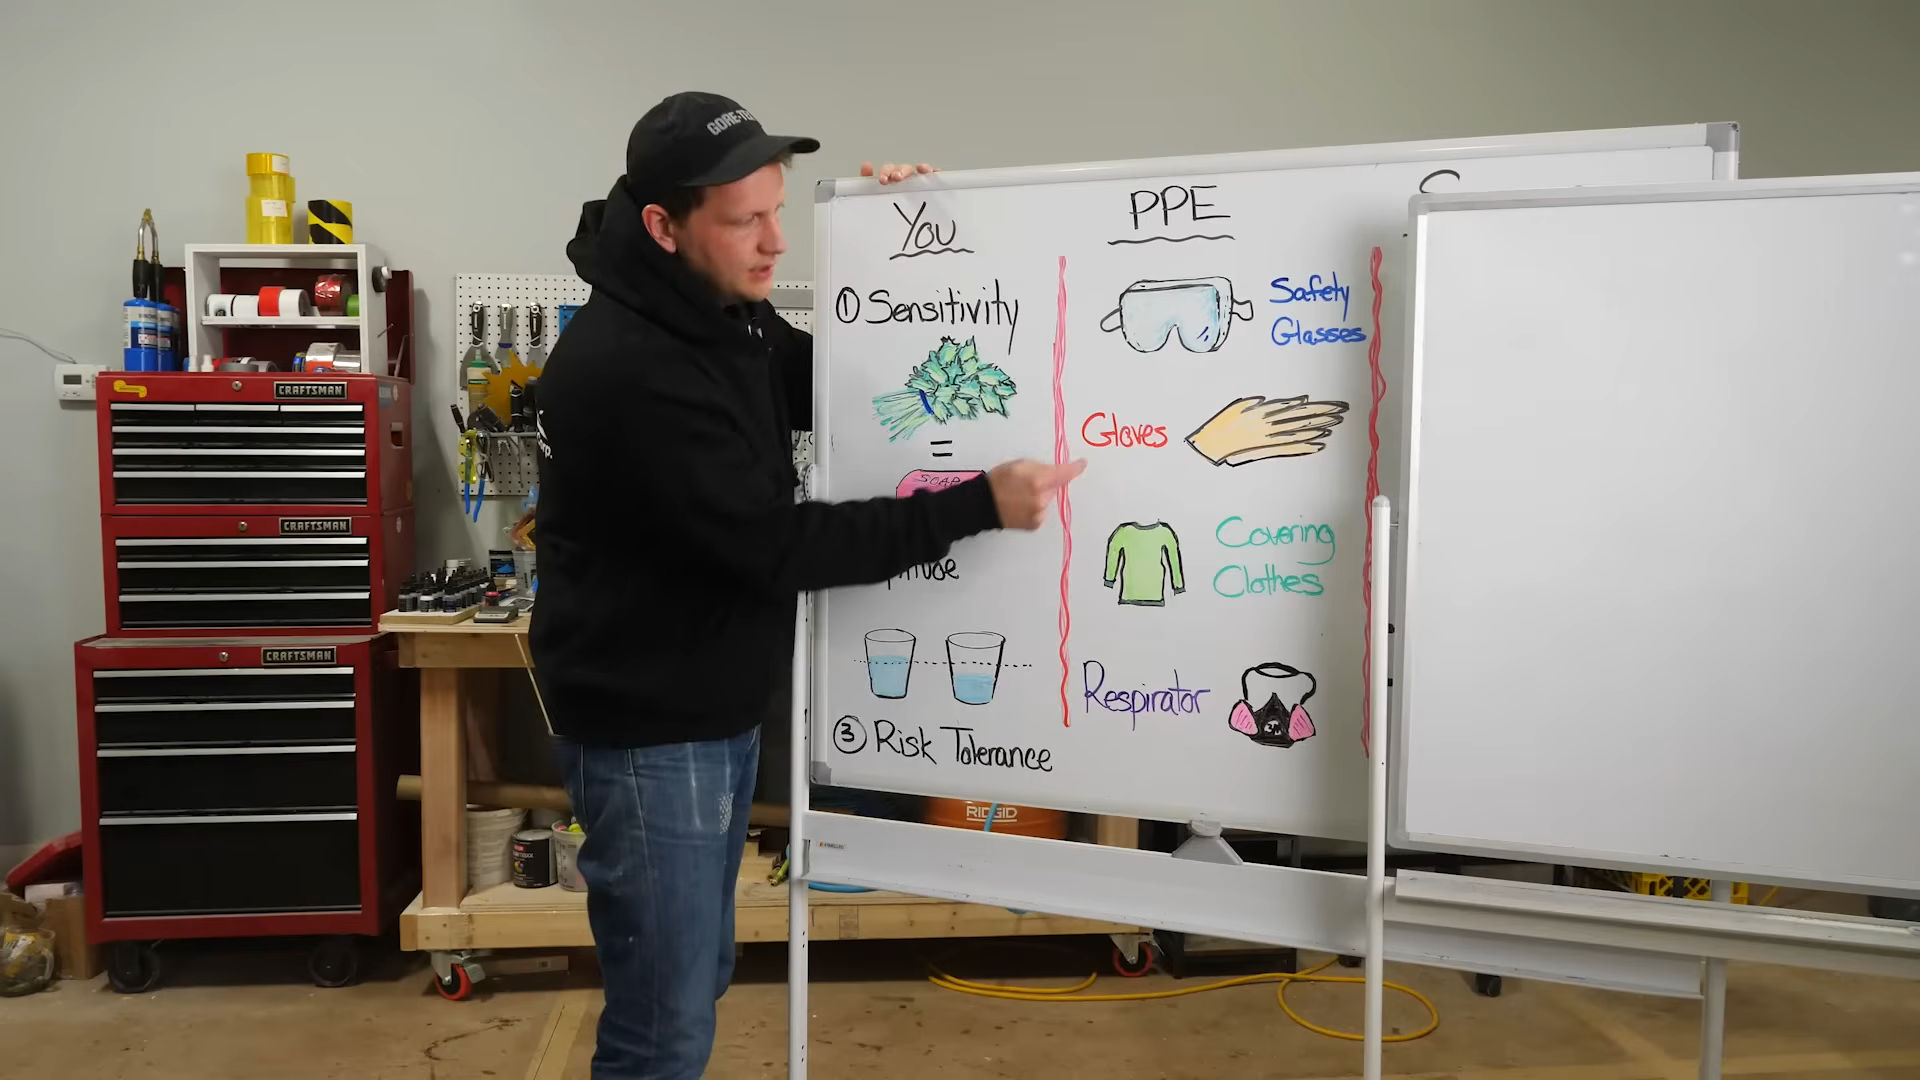 You
PPE
① Sensitivity
=
SOAP
③ Risk Tolerance
Safety
Glasses
Gloves
Covering
Clothes
Respirator
CRAFTSMAN
CRAFTSMAN
CRAFTSMAN
RIDGID